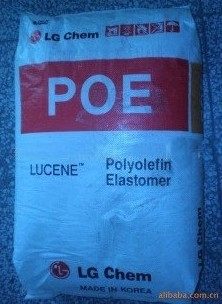 LG Chem
POE
LUCENE™ Polyolefin
Elastomer
LG Chem
MADE IN KOREA
alibaba.com.cn